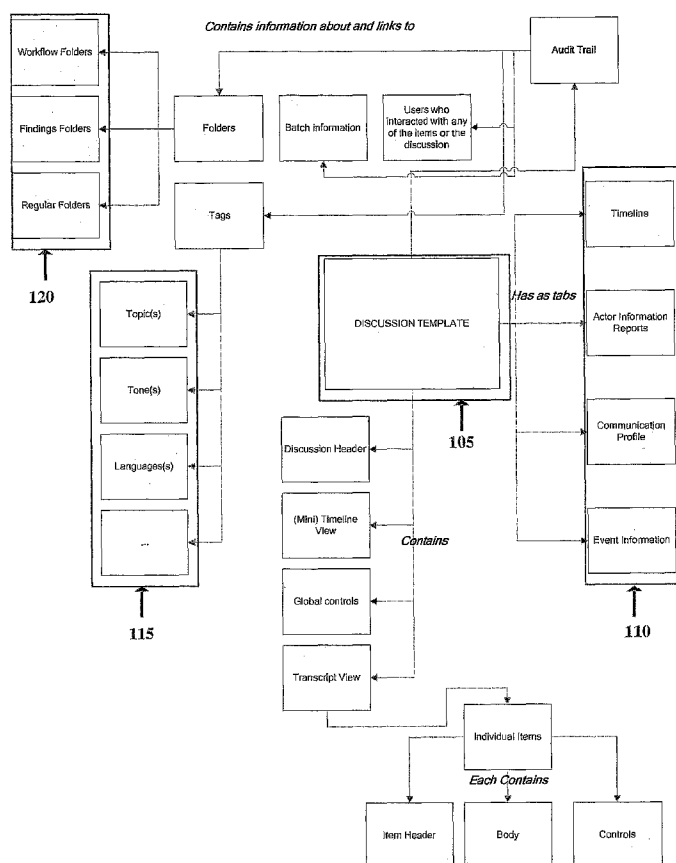 Contains information about and links to
Workflow Folders
Findings Folders
Regular Folders
120
Folders
Batch information
Users who
interacted with any
of the items or the
discussion
Audit Trail
Tags
Topic(s)
Tone(s)
Languages(s)
...
115
DISCUSSION TEMPLATE
105
Has as tabs
Timeline
Actor Information
Reports
Communication
Profile
Event Information
110
Discussion Header
(Mini) Timeline
View
Global controls
Transcript View
Contains
Individual Items
Each Contains
Item Header
Body
Controls